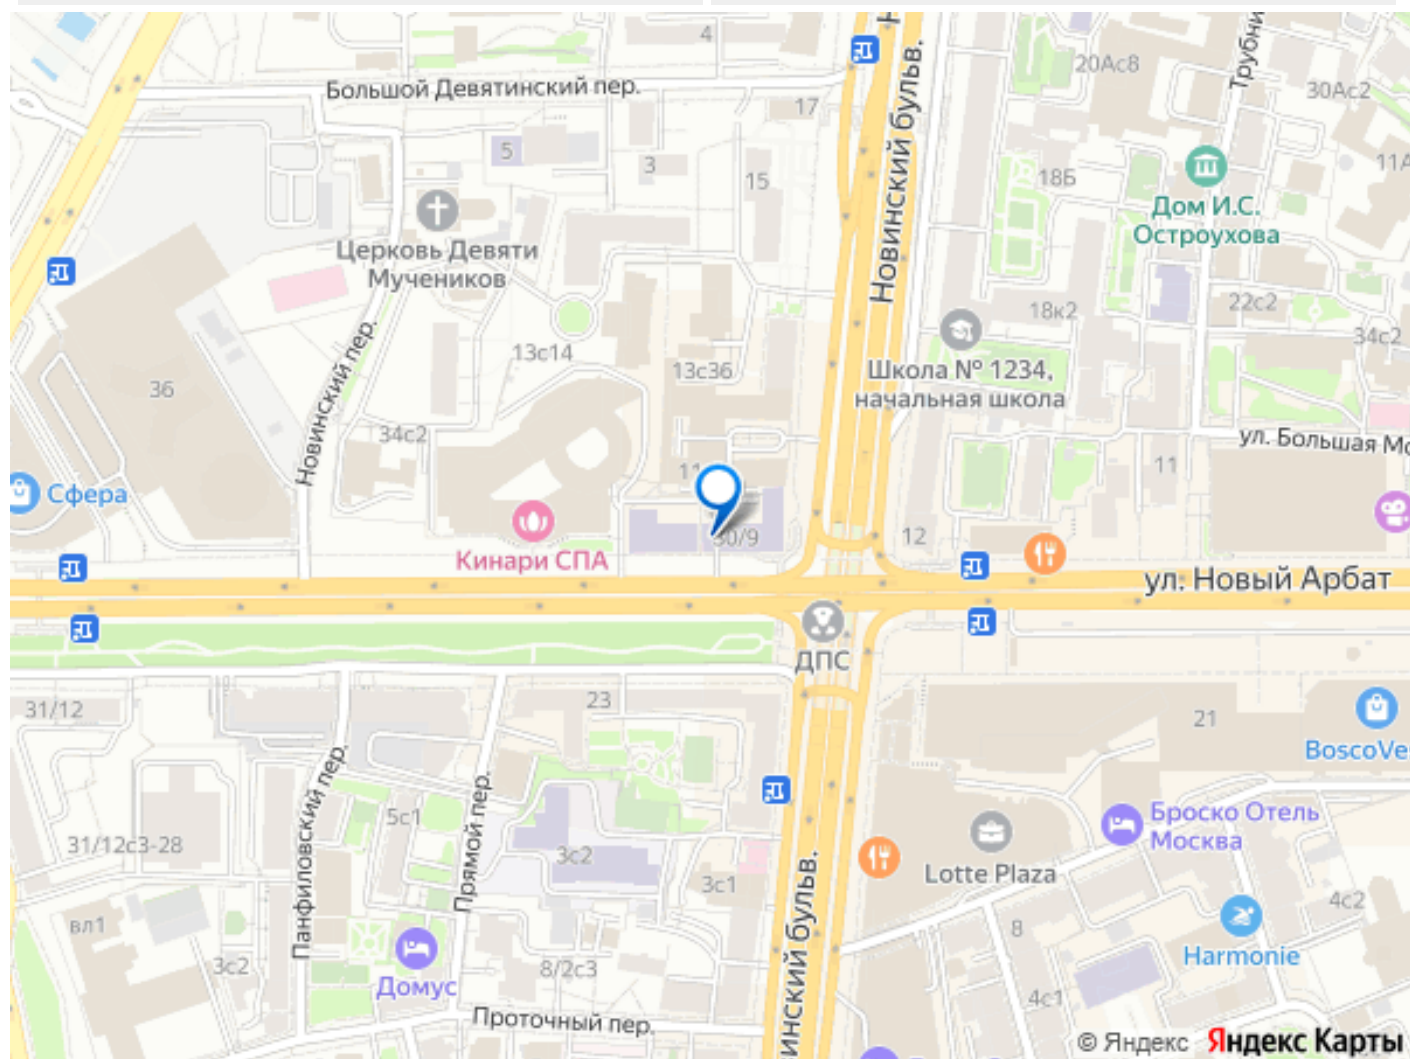 4
Большой Девятинский пер.
17
5
3
15
Новинский бульв.
20Ас8
30Ас2
18Б
Дом И.С.
Остроухова
Церковь Девяти
Мучеников
Новинский пер.
13с14
13с36
36
34с2
18к2
22с2
34с2
Школа № 1234,
начальная школа
11
Сфера
Кинари СПА
30/9
12
ул. Новый Арбат
ДПС
31/12
23
21
Панфиловский пер.
Прямой пер.
5с1
31/12с3-28
3с2
3с1
Lotte Plaza
Броско Отель
Москва
вл1
3с2
Домус
8/2с3
8
4с2
Harmonie
4с1
Проточный пер.
© Яндекс Яндекс Карты